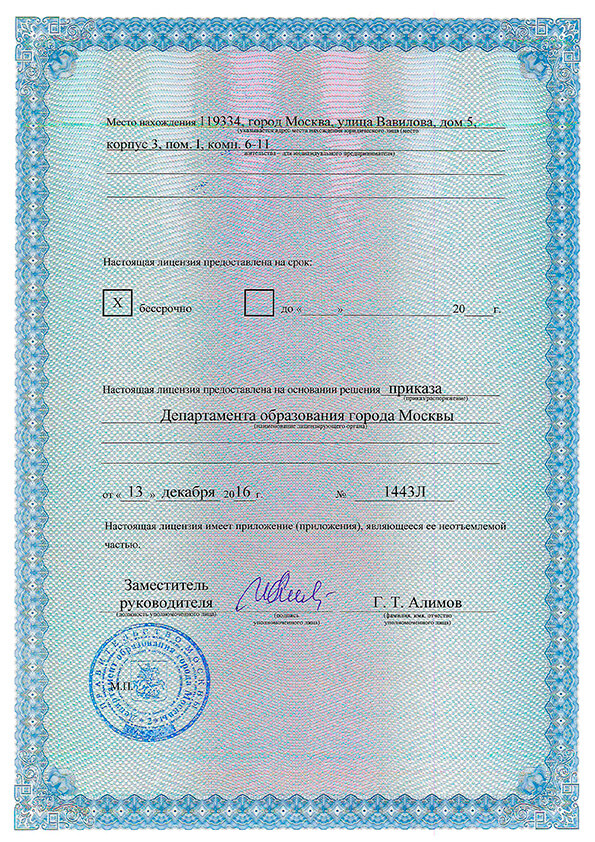 Место нахождения 119334, город Москва, улица Вавилова, дом 5,
(указывается адрес места нахождения юридического лица (место
корпус 3, пом. I, комн. 6-11
жительства – для индивидуального предпринимателя)
Настоящая лицензия предоставлена на срок:
X бессрочно до « » 20 г.
Настоящая лицензия предоставлена на основании решения приказа
(приказ/распоряжение)
Департамента образования города Москвы
(наименование лицензирующего органа)
от « 13 » декабря 2016 г. № 1443Л
Настоящая лицензия имеет приложение (приложения), являющееся ее неотъемлемой
частью.
Заместитель
руководителя Г. Т. Алимов
(должность уполномоченного лица) (подпись (фамилия, имя, отчество
уполномоченного лица) уполномоченного лица)
ПРАВИТЕЛЬСТВО МОСКВЫ
Департамент образования города Москвы
М.П.